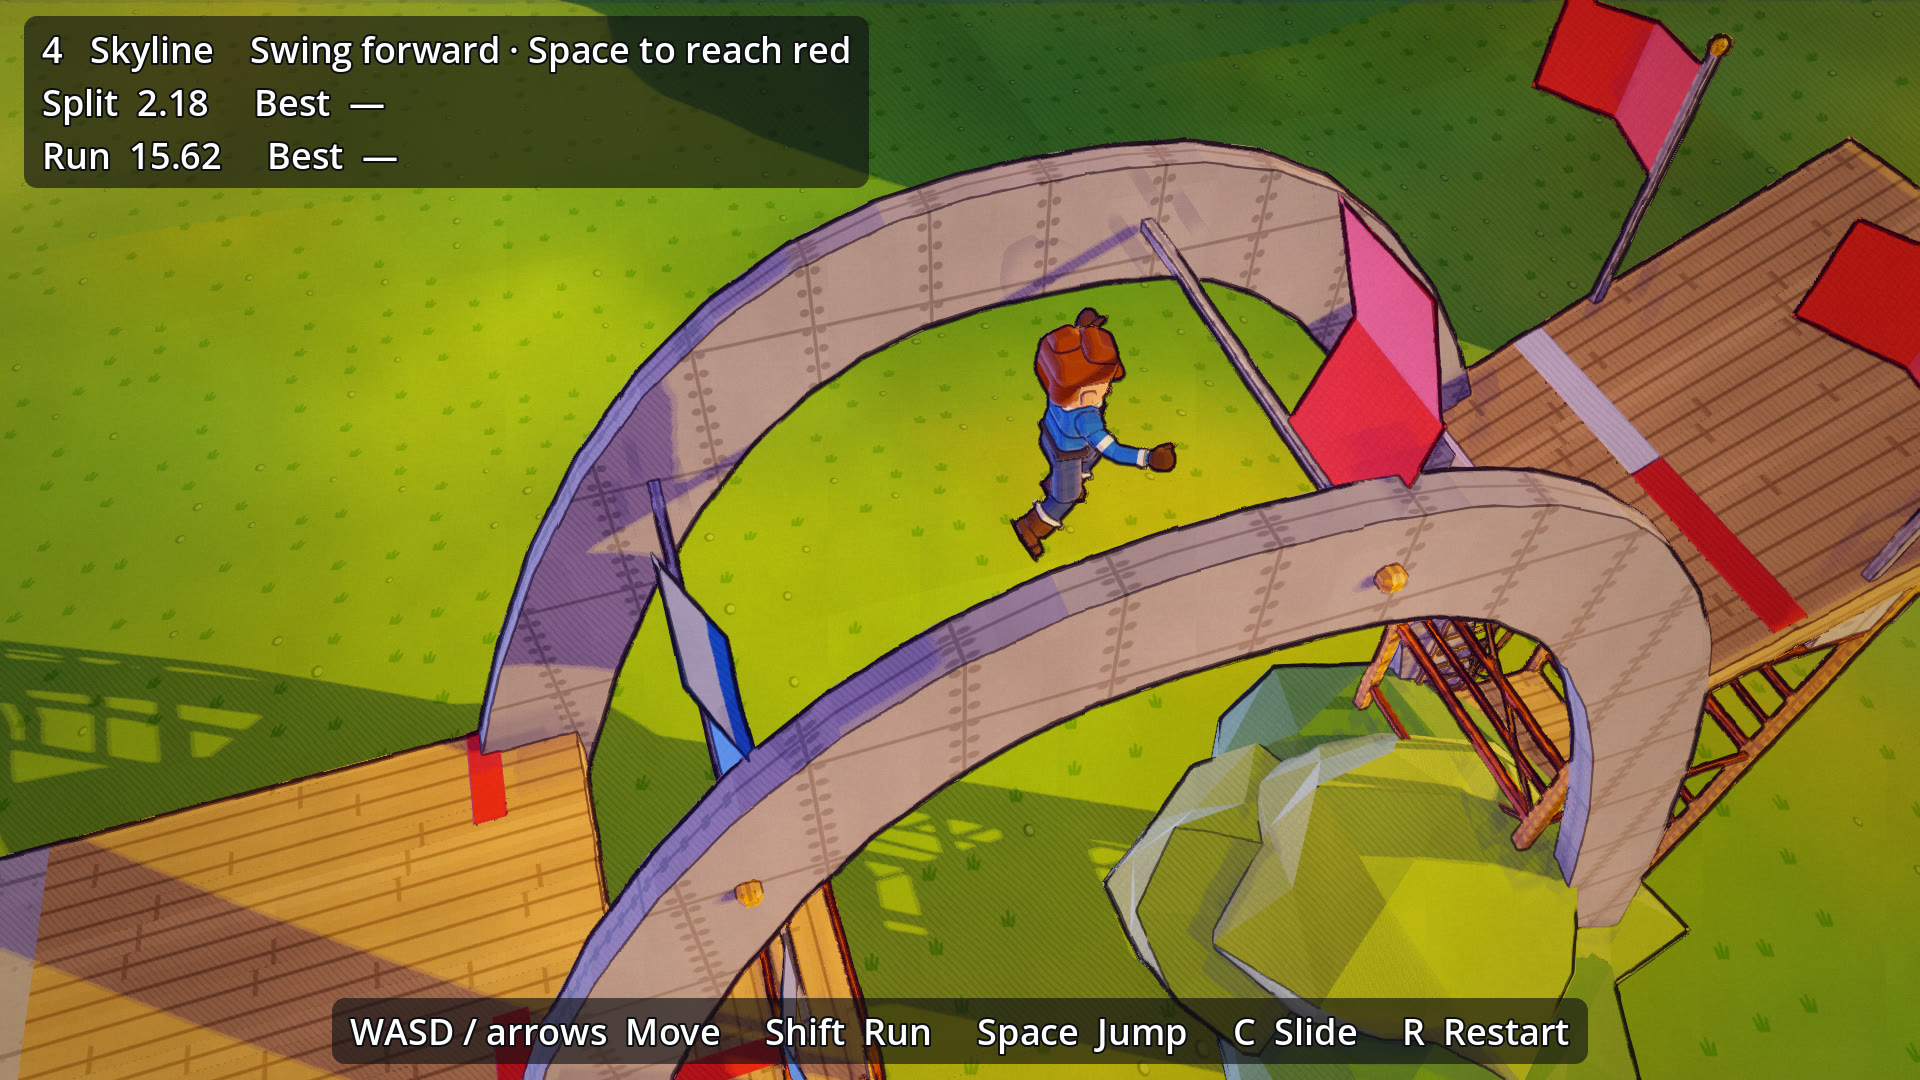 4 Skyline Swing forward · Space to reach red
Split 2.18 Best —
Run 15.62 Best —
WASD / arrows Move Shift Run Space Jump C Slide R Restart